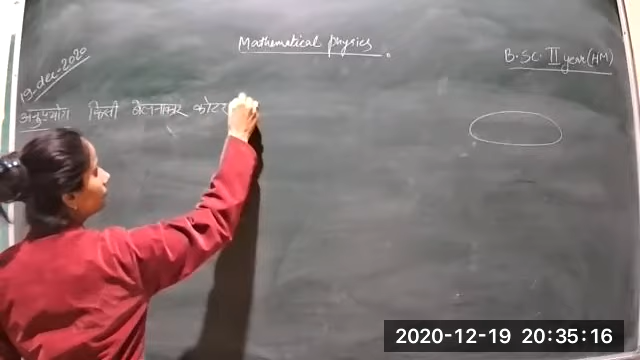 Mathematical physics.
B.Sc. II year (HM)
19-dec-2020
अनुप्रयोग किसी बेलनाकार कोटर
2020-12-19 20:35:16